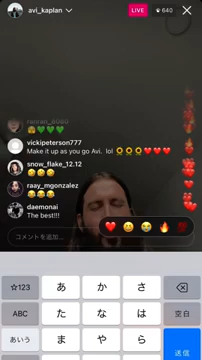 avi_kaplan
LIVE
640
ranran_6080
vickipeterson777
Make it up as you go Avi. lol
snow_flake_12.12
raay_mgonzalez
daemonai
The best!!!
コメントを追加...
☆123
あ
か
さ
ABC
た
な
は
空白
あいう
ま
や
ら
送信